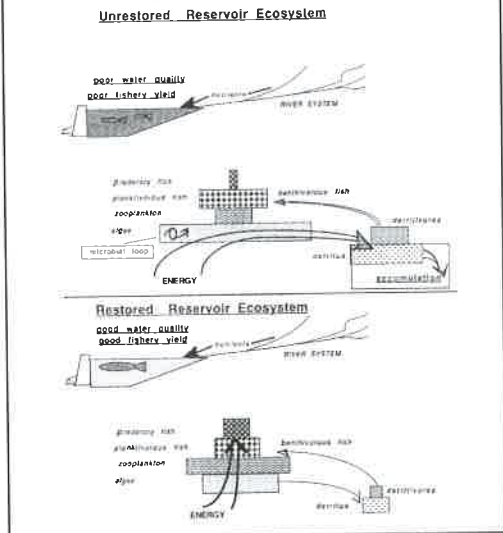 Unrestored Reservoir Ecosystem
poor water quality
poor fishery yield
nutrients
RIVER SYSTEM
predatory fish
planktivorous fish
zooplankton
algae
microbial loop
benthivorous fish
detritivores
detritus
ENERGY
accumulation
Restored Reservoir Ecosystem
good water quality
good fishery yield
nutrients
RIVER SYSTEM
predatory fish
planktivorous fish
zooplankton
algae
benthivorous fish
detritivores
detritus
ENERGY